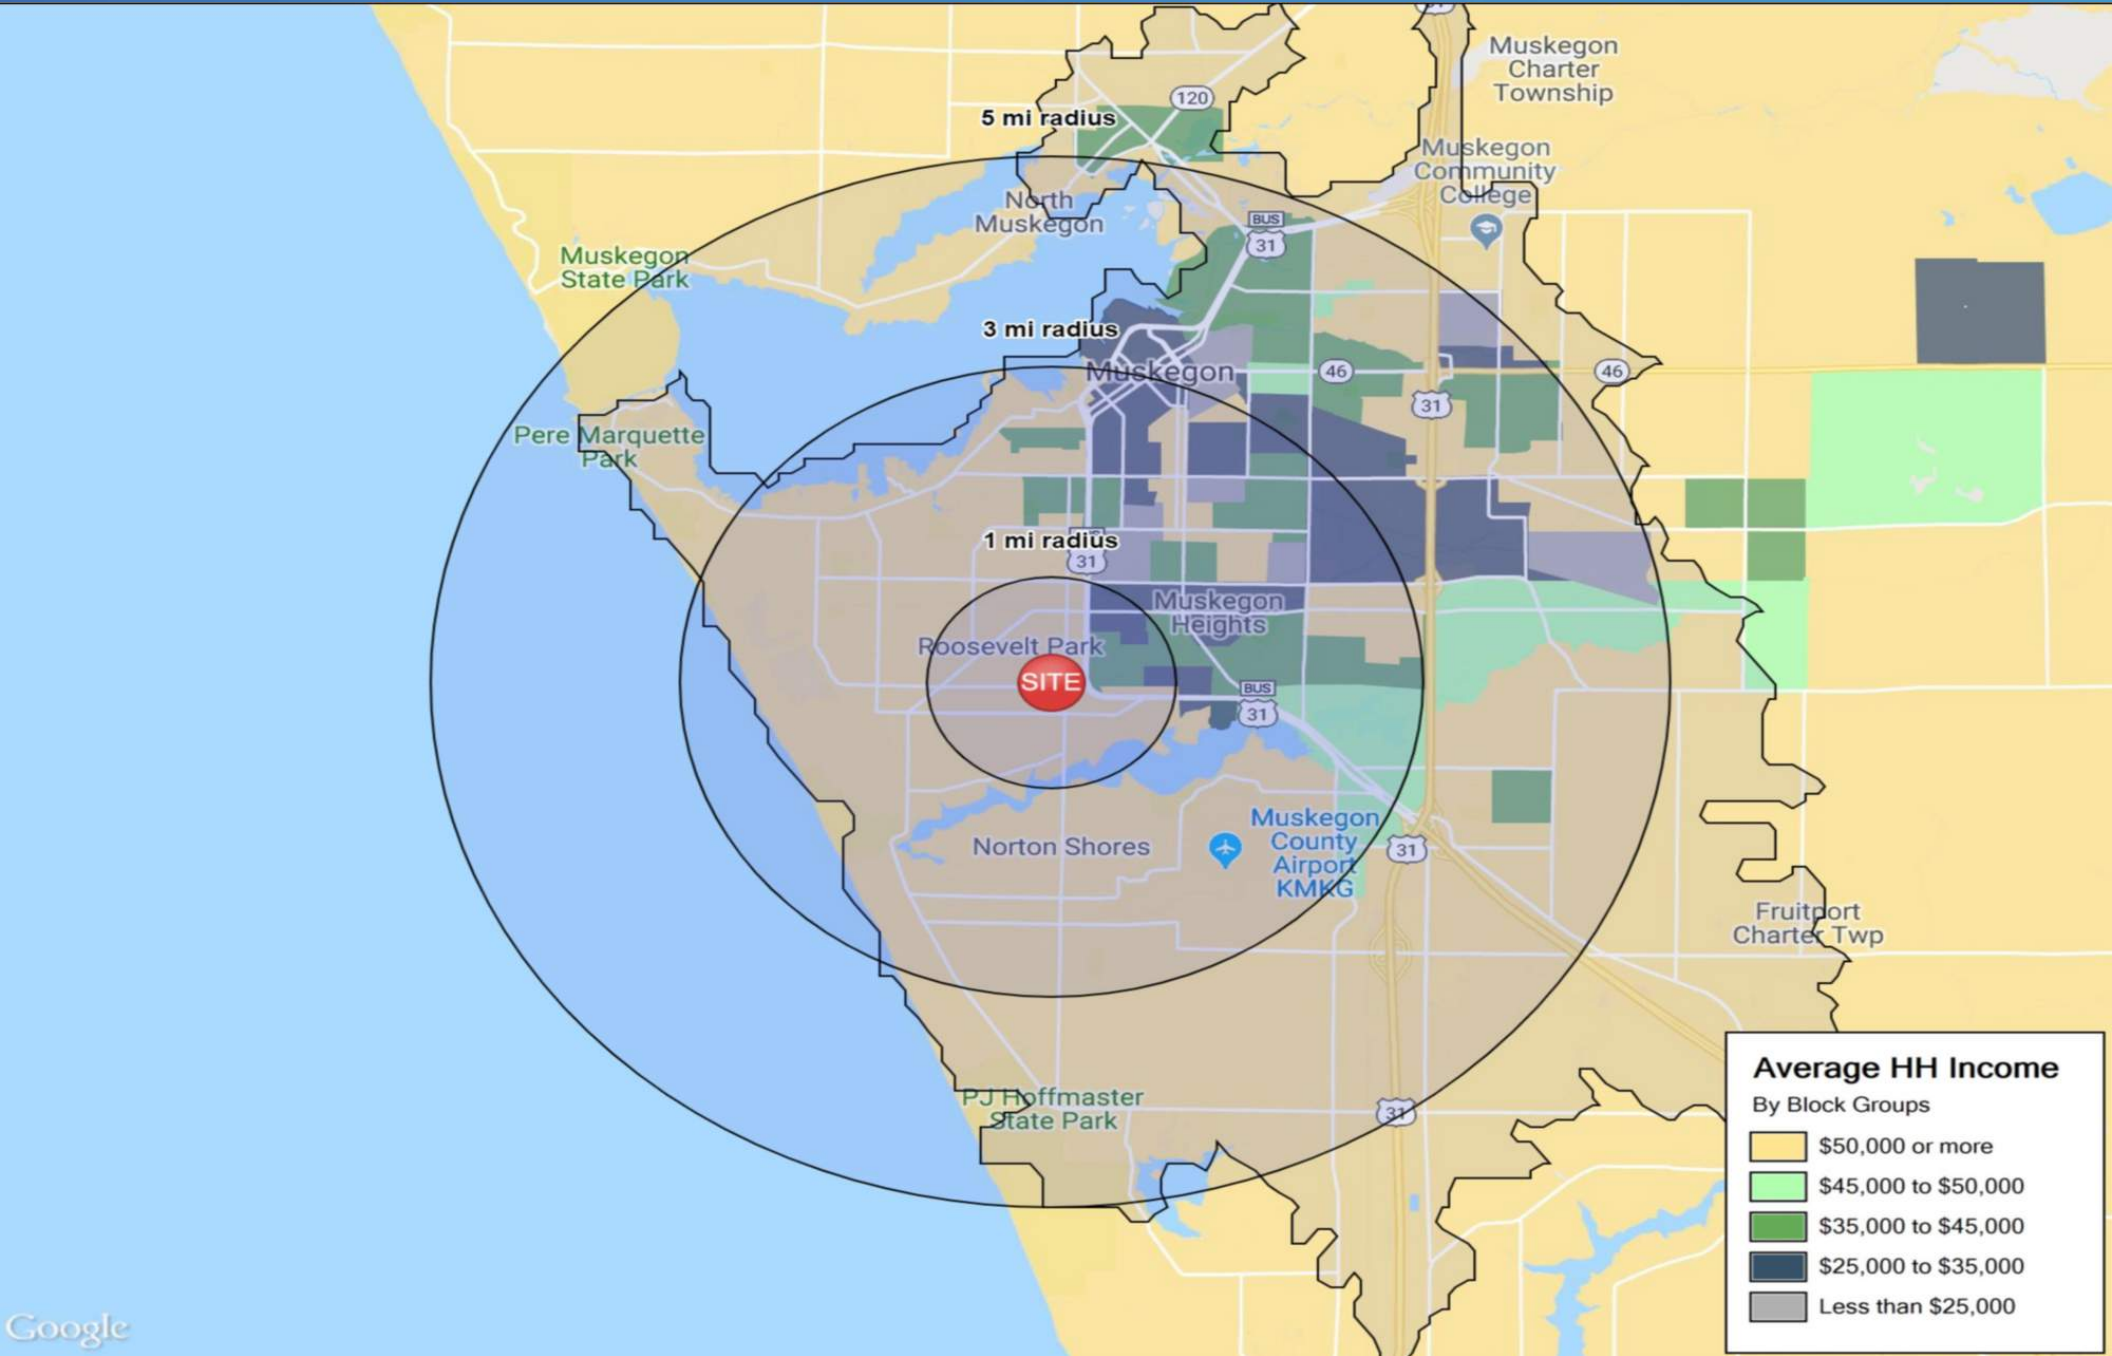 31
Muskegon
Charter
Township
120
5 mi radius
Muskegon
Community
College
North
Muskegon
BUS
31
Muskegon
State Park
3 mi radius
Muskegon
46
46
31
Pere Marquette
Park
1 mi radius
31
Muskegon
Heights
Roosevelt Park
SITE
BUS
31
Muskegon
County
Airport
KMKG
Norton Shores
31
Fruitport
Charter Twp
PJ Hoffmaster
State Park
31
Average HH Income
By Block Groups
$50,000 or more
$45,000 to $50,000
$35,000 to $45,000
$25,000 to $35,000
Less than $25,000
Google